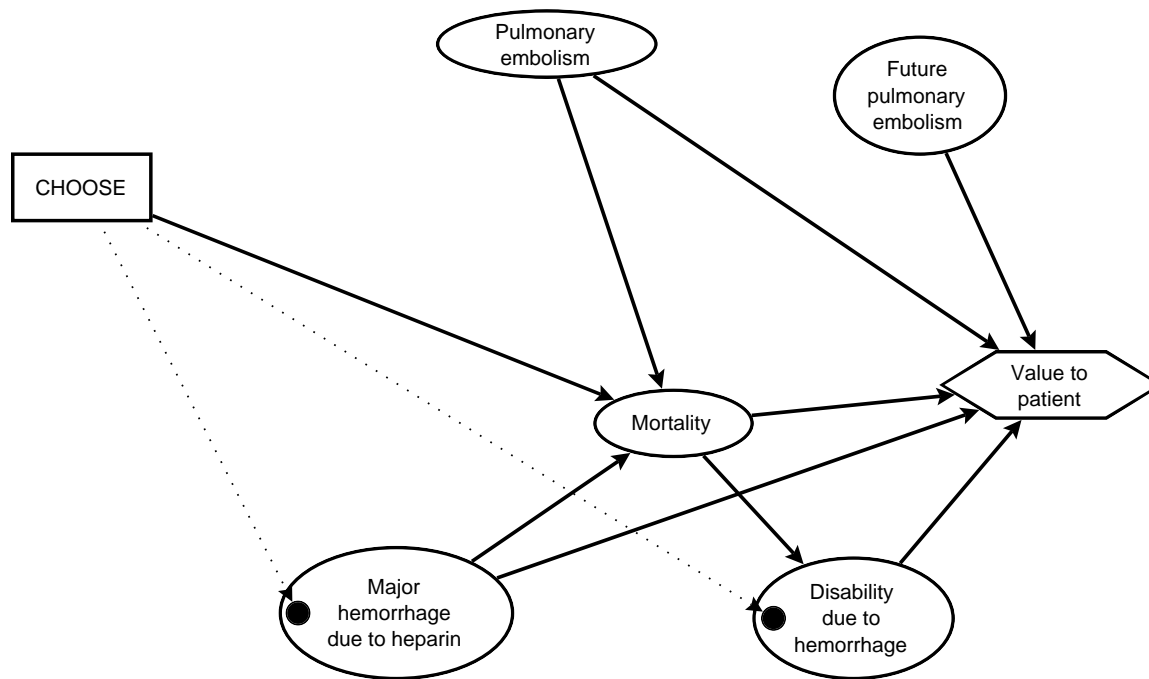 Pulmonary
embolism
Future
pulmonary
embolism
CHOOSE
Value to
patient
Mortality
Major
hemorrhage
due to heparin
Disability
due to
hemorrhage